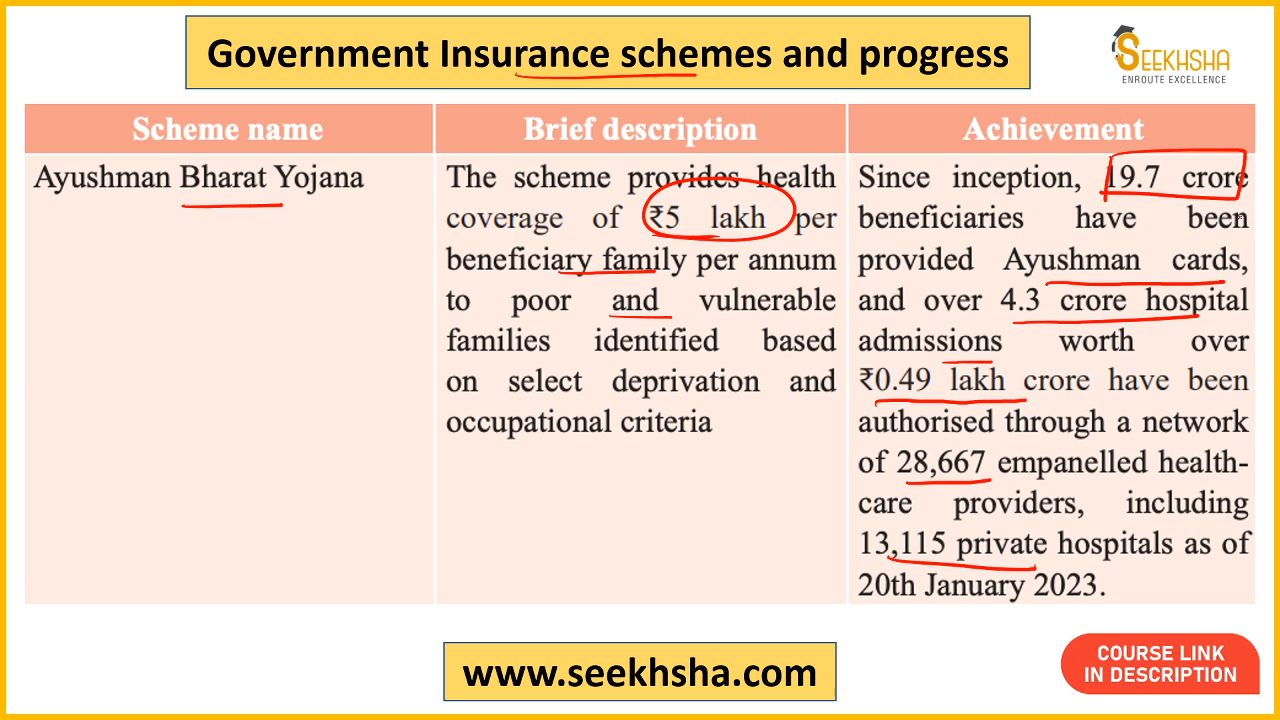 Government Insurance schemes and progress
SEEKHSHA
ENROUTE EXCELLENCE
Scheme name
Brief description
Achievement
Ayushman Bharat Yojana
The scheme provides health
coverage of ₹5 lakh per
beneficiary family per annum
to poor and vulnerable
families identified based
on select deprivation and
occupational criteria
Since inception, 19.7 crore
beneficiaries have been
provided Ayushman cards,
and over 4.3 crore hospital
admissions worth over
₹0.49 lakh crore have been
authorised through a network
of 28,667 empanelled health-
care providers, including
13,115 private hospitals as of
20th January 2023.
www.seekhsha.com
COURSE LINK
IN DESCRIPTION